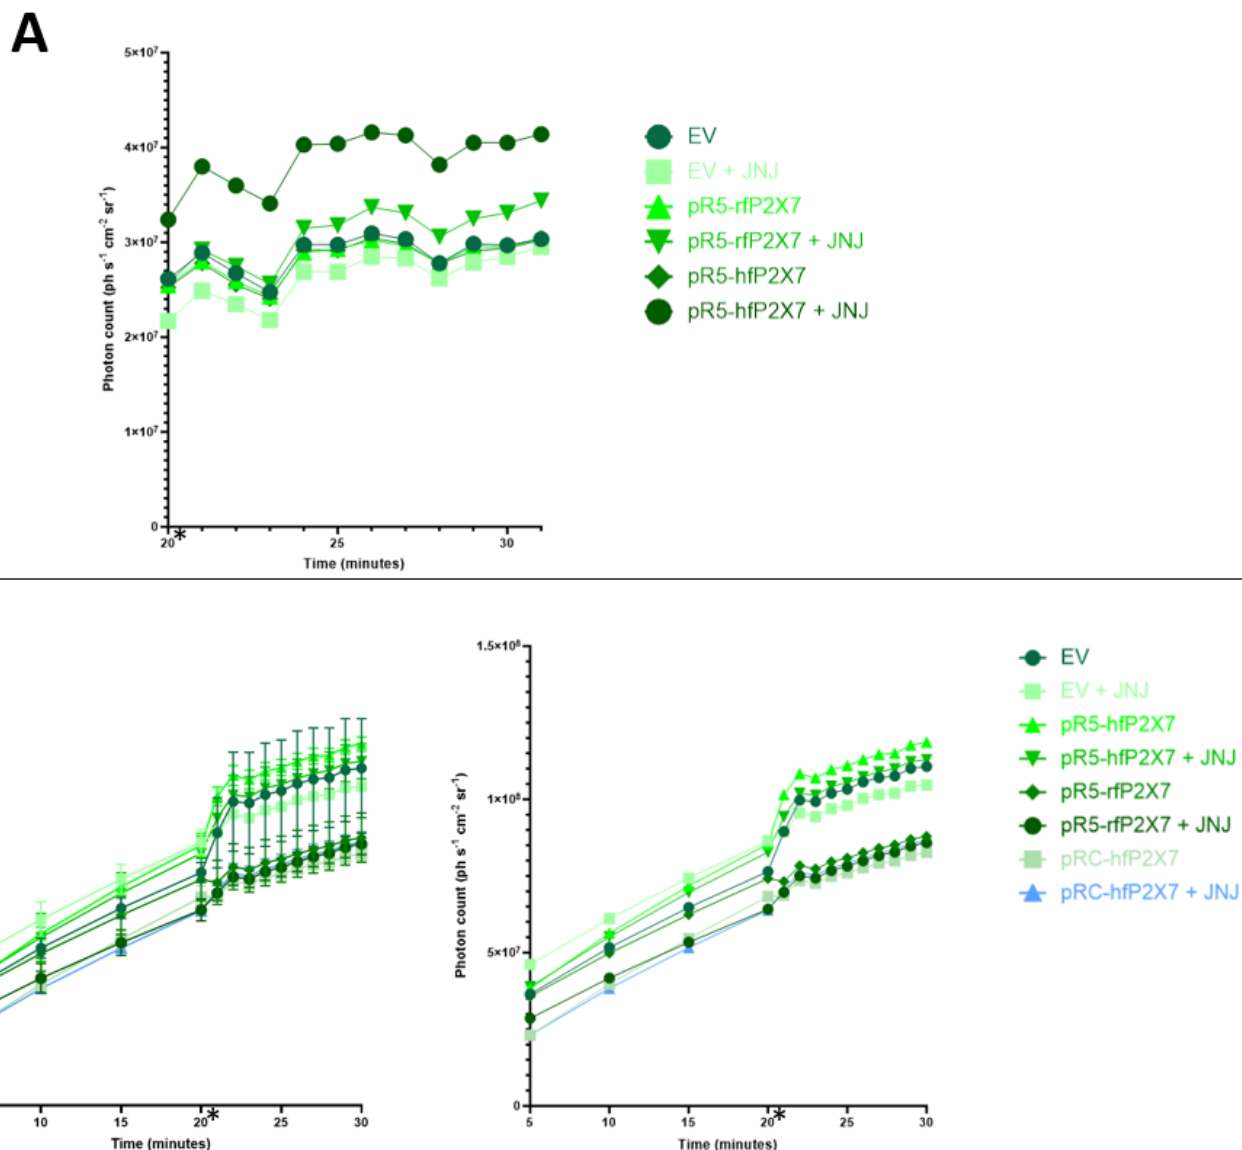 A
5×10⁷
4×10⁷
3×10⁷
2×10⁷
1×10⁷
0
Photon count (ph s⁻¹ cm⁻² sr⁻¹)
20 * 25 30
Time (minutes)
EV
EV + JNJ
pR5-rfP2X7
pR5-rfP2X7 + JNJ
pR5-hfP2X7
pR5-hfP2X7 + JNJ
10 15 20 * 25 30
Time (minutes)
1.5×10⁸
1×10⁸
5×10⁷
0
Photon count (ph s⁻¹ cm⁻² sr⁻¹)
5 10 15 20 * 25 30
Time (minutes)
EV
EV + JNJ
pR5-hfP2X7
pR5-hfP2X7 + JNJ
pR5-rfP2X7
pR5-rfP2X7 + JNJ
pRC-hfP2X7
pRC-hfP2X7 + JNJ